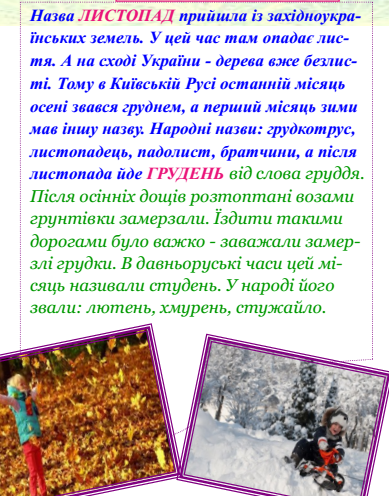 Назва ЛИСТОПАД прийшла із західноукра-
їнських земель. У цей час там опадає лис-
тя. А на сході України - дерева вже безлис-
ті. Тому в Київській Русі останній місяць
осені звався груднем, а перший місяць зими
мав іншу назву. Народні назви: грудкотрус,
листопадець, падолист, братчини, а після
листопада йде ГРУДЕНЬ від слова груддя.
Після осінніх дощів розтоптані возами
грунтівки замерзали. Їздити такими
дорогами було важко - заважали замер-
злі грудки. В давньоруські часи цей мі-
сяць називали студень. У народі його
звали: лютень, хмурень, стужайло.